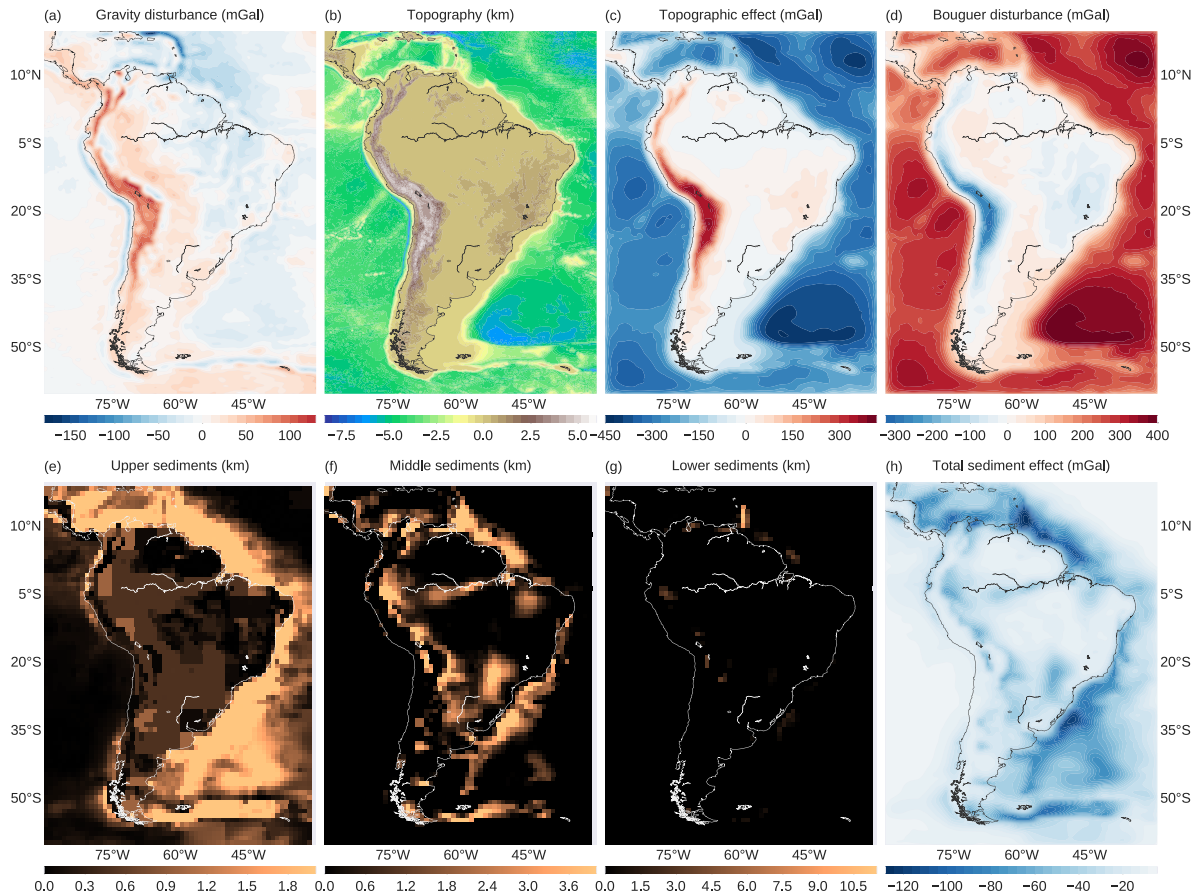 (a) Gravity disturbance (mGal) (b) Topography (km) (c) Topographic effect (mGal) (d) Bouguer disturbance (mGal)
10°N 10°N
5°S 5°S
20°S 20°S
35°S 35°S
50°S 50°S
75°W 60°W 45°W 75°W 60°W 45°W 75°W 60°W 45°W 75°W 60°W 45°W
−150 −100 −50 0 50 100 −7.5 −5.0 −2.5 0.0 2.5 5.0 −450 −300 −150 0 150 300 −300 −200 −100 0 100 200 300 400
(e) Upper sediments (km) (f) Middle sediments (km) (g) Lower sediments (km) (h) Total sediment effect (mGal)
10°N 10°N
5°S 5°S
20°S 20°S
35°S 35°S
50°S 50°S
75°W 60°W 45°W 75°W 60°W 45°W 75°W 60°W 45°W 75°W 60°W 45°W
0.0 0.3 0.6 0.9 1.2 1.5 1.8 0.0 0.6 1.2 1.8 2.4 3.0 3.6 0.0 1.5 3.0 4.5 6.0 7.5 9.0 10.5 −120 −100 −80 −60 −40 −20